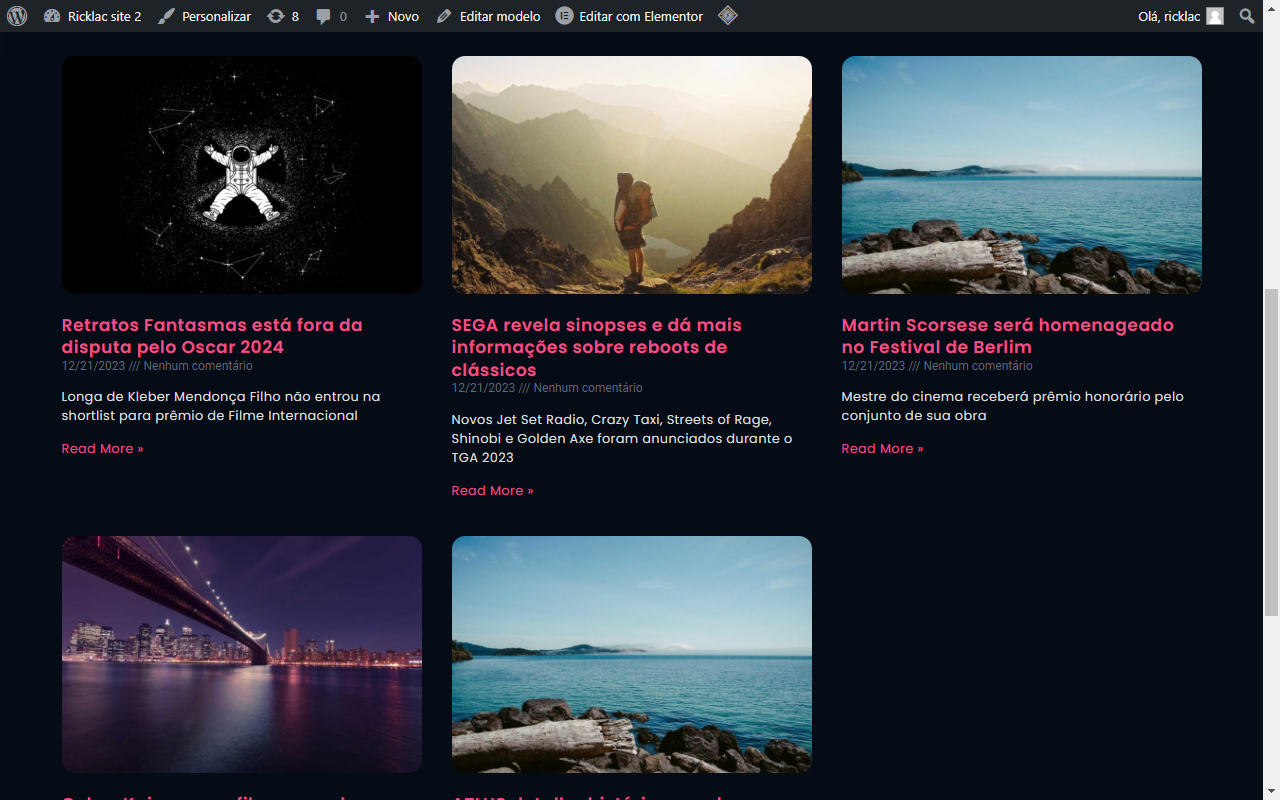 Ricklac site 2 Personalizar 8 0 Novo Editar modelo Editar com Elementor Olá, ricklac
Retratos Fantasmas está fora da
disputa pelo Oscar 2024
12/21/2023 /// Nenhum comentário
Longa de Kleber Mendonça Filho não entrou na
shortlist para prêmio de Filme Internacional
Read More »
SEGA revela sinopses e dá mais
informações sobre reboots de
clássicos
12/21/2023 /// Nenhum comentário
Novos Jet Set Radio, Crazy Taxi, Streets of Rage,
Shinobi e Golden Axe foram anunciados durante o
TGA 2023
Read More »
Martin Scorsese será homenageado
no Festival de Berlim
12/21/2023 /// Nenhum comentário
Mestre do cinema receberá prêmio honorário pelo
conjunto de sua obra
Read More »